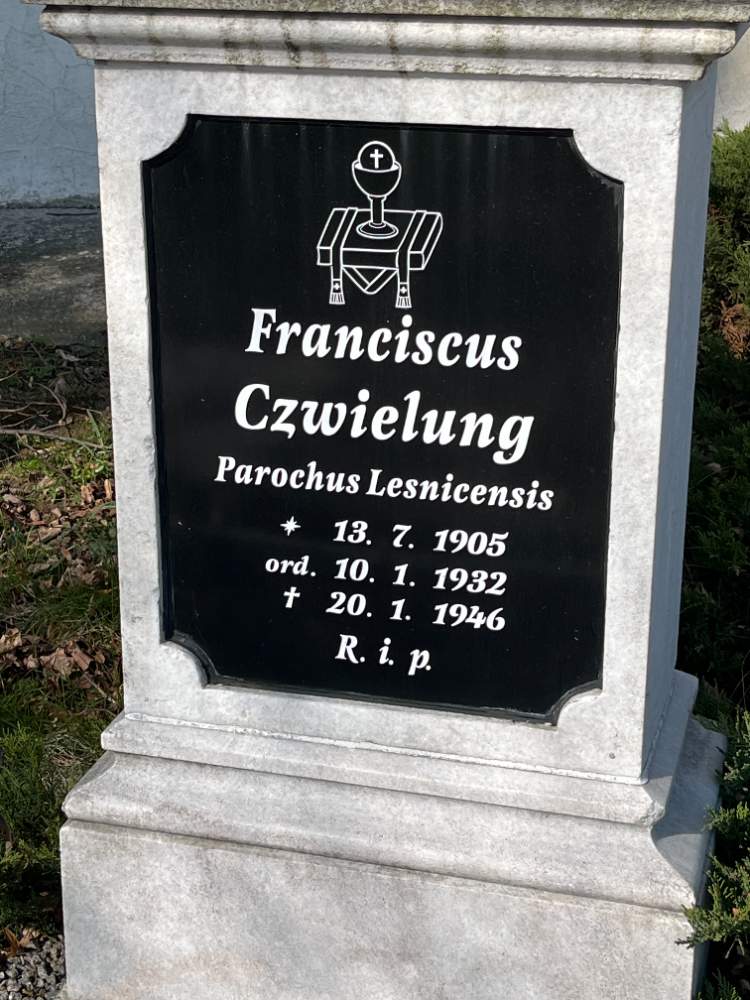 Franciscus
Czwielung
Parochus Lesnicensis
* 13. 7. 1905
ord. 10. 1. 1932
† 20. 1. 1946
R. i. p.